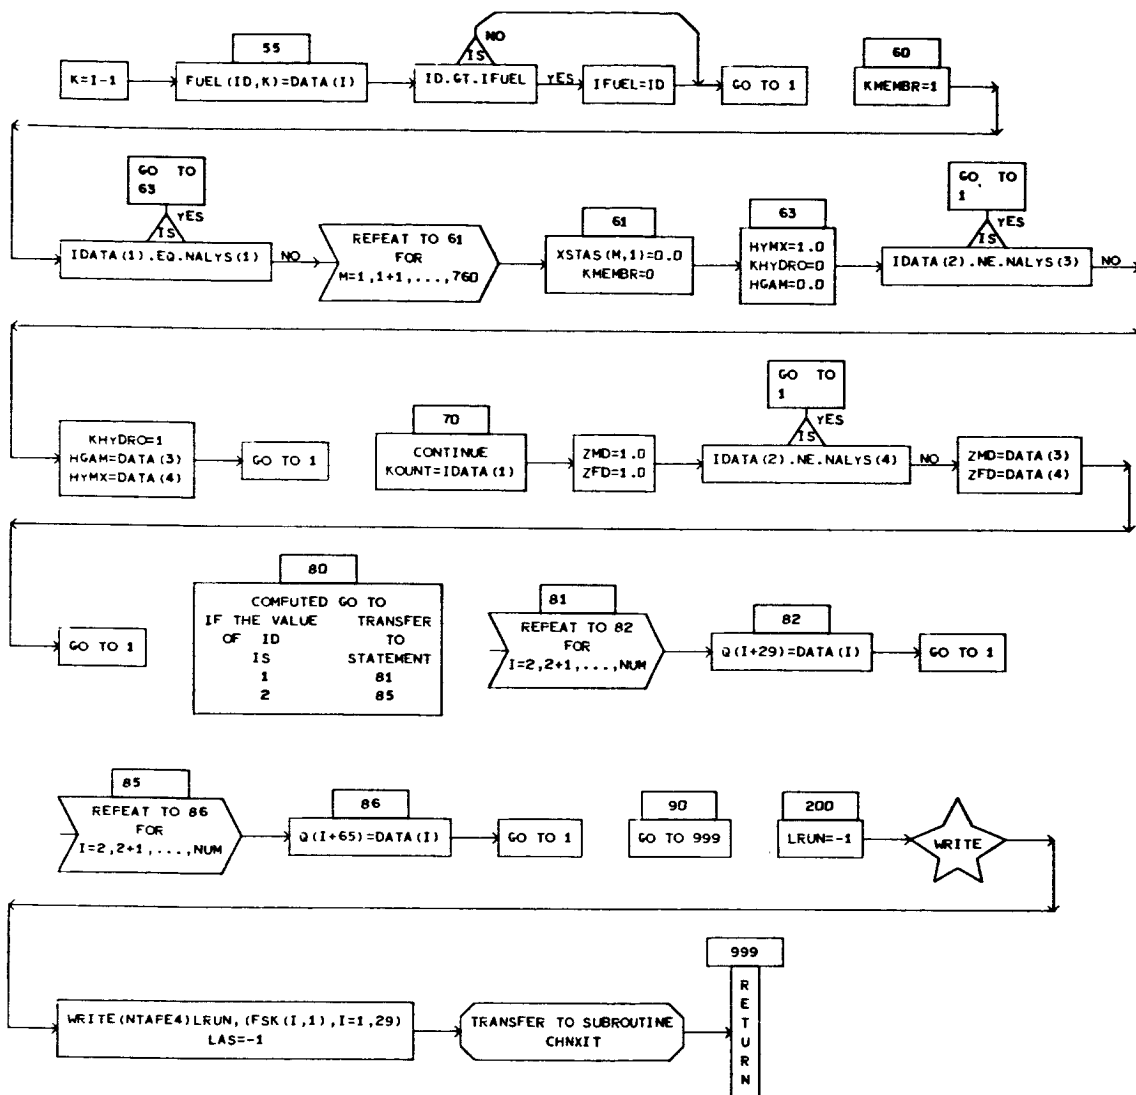 55
NO
60
IS
K=I-1
FUEL(ID,K)=DATA(I)
ID.GT.IFUEL
YES
IFUEL=ID
GO TO 1
KMEMBR=1
GO TO
63
YES
IS
IDATA(1).EQ.NALYS(1)
NO
REPEAT TO 61
FOR
M=1,1+1,...,760
61
XSTAS(M,1)=0.0
KMEMBR=0
63
HYMX=1.0
KHYDRO=0
HGAM=0.0
GO TO
1
YES
IS
IDATA(2).NE.NALYS(3)
NO
KHYDRO=1
HGAM=DATA(3)
HYMX=DATA(4)
GO TO 1
70
CONTINUE
KOUNT=IDATA(1)
ZMD=1.0
ZFD=1.0
GO TO
1
YES
IS
IDATA(2).NE.NALYS(4)
NO
ZMD=DATA(3)
ZFD=DATA(4)
GO TO 1
80
COMPUTED GO TO
IF THE VALUE TRANSFER
OF ID TO
IS STATEMENT
1 81
2 85
81
REPEAT TO 82
FOR
I=2,2+1,...,NUM
82
Q(I+29)=DATA(I)
GO TO 1
85
REPEAT TO 86
FOR
I=2,2+1,...,NUM
86
Q(I+65)=DATA(I)
GO TO 1
90
GO TO 999
200
LRUN=-1
WRITE
WRITE(NTAPE4)LRUN,(FSK(I,1),I=1,29)
LAS=-1
TRANSFER TO SUBROUTINE
CHNXIT
999
R
E
T
U
R
N